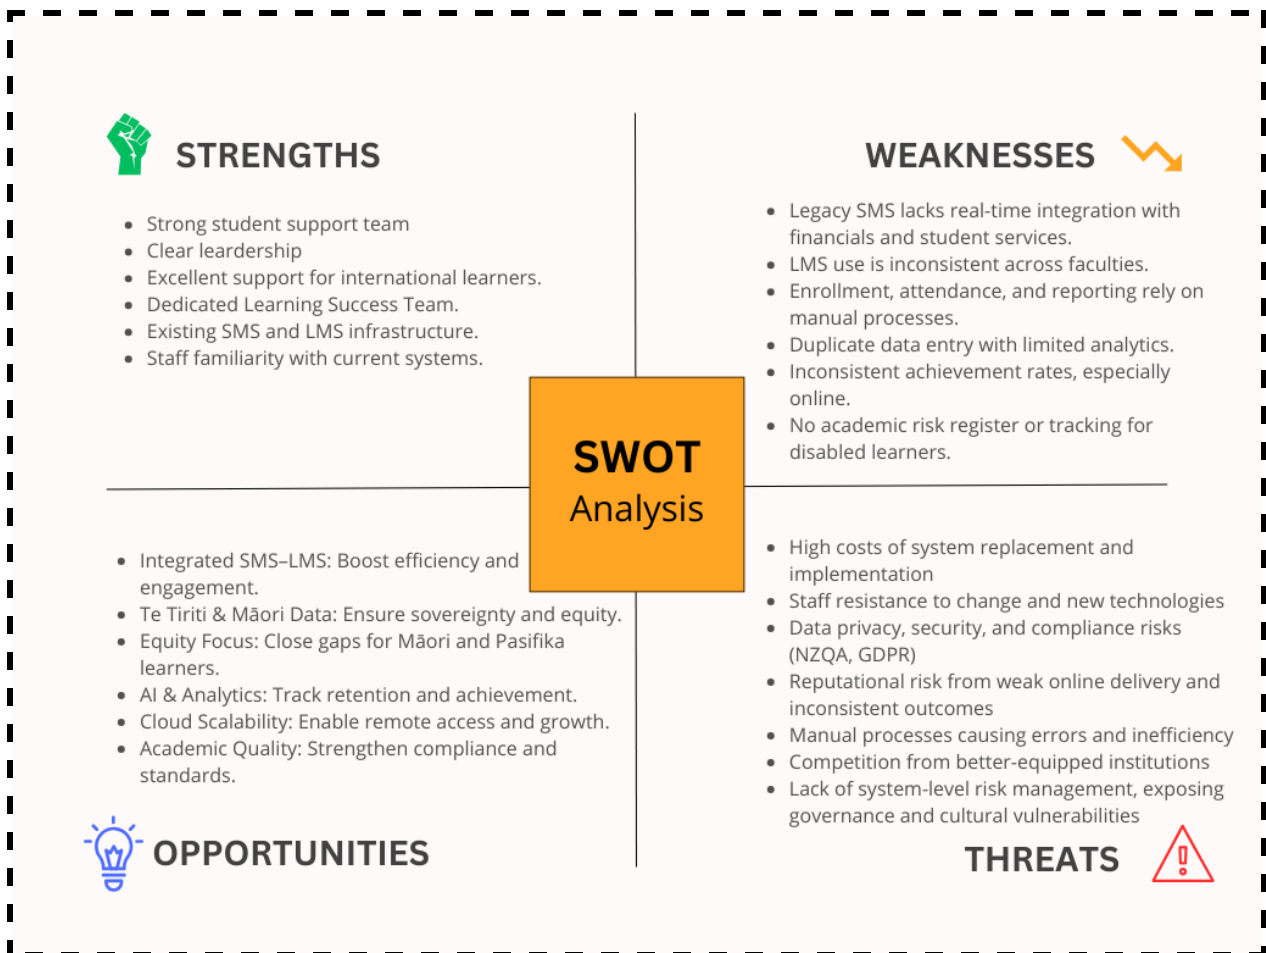 STRENGTHS
• Strong student support team
• Clear leardership
• Excellent support for international learners.
• Dedicated Learning Success Team.
• Existing SMS and LMS infrastructure.
• Staff familiarity with current systems.
WEAKNESSES
• Legacy SMS lacks real-time integration with
financials and student services.
• LMS use is inconsistent across faculties.
• Enrollment, attendance, and reporting rely on
manual processes.
• Duplicate data entry with limited analytics.
• Inconsistent achievement rates, especially
online.
• No academic risk register or tracking for
disabled learners.
SWOT
Analysis
• Integrated SMS–LMS: Boost efficiency and
engagement.
• Te Tiriti & Māori Data: Ensure sovereignty and equity.
• Equity Focus: Close gaps for Māori and Pasifika
learners.
• AI & Analytics: Track retention and achievement.
• Cloud Scalability: Enable remote access and growth.
• Academic Quality: Strengthen compliance and
standards.
OPPORTUNITIES
• High costs of system replacement and
implementation
• Staff resistance to change and new technologies
• Data privacy, security, and compliance risks
(NZQA, GDPR)
• Reputational risk from weak online delivery and
inconsistent outcomes
• Manual processes causing errors and inefficiency
• Competition from better-equipped institutions
• Lack of system-level risk management, exposing
governance and cultural vulnerabilities
THREATS